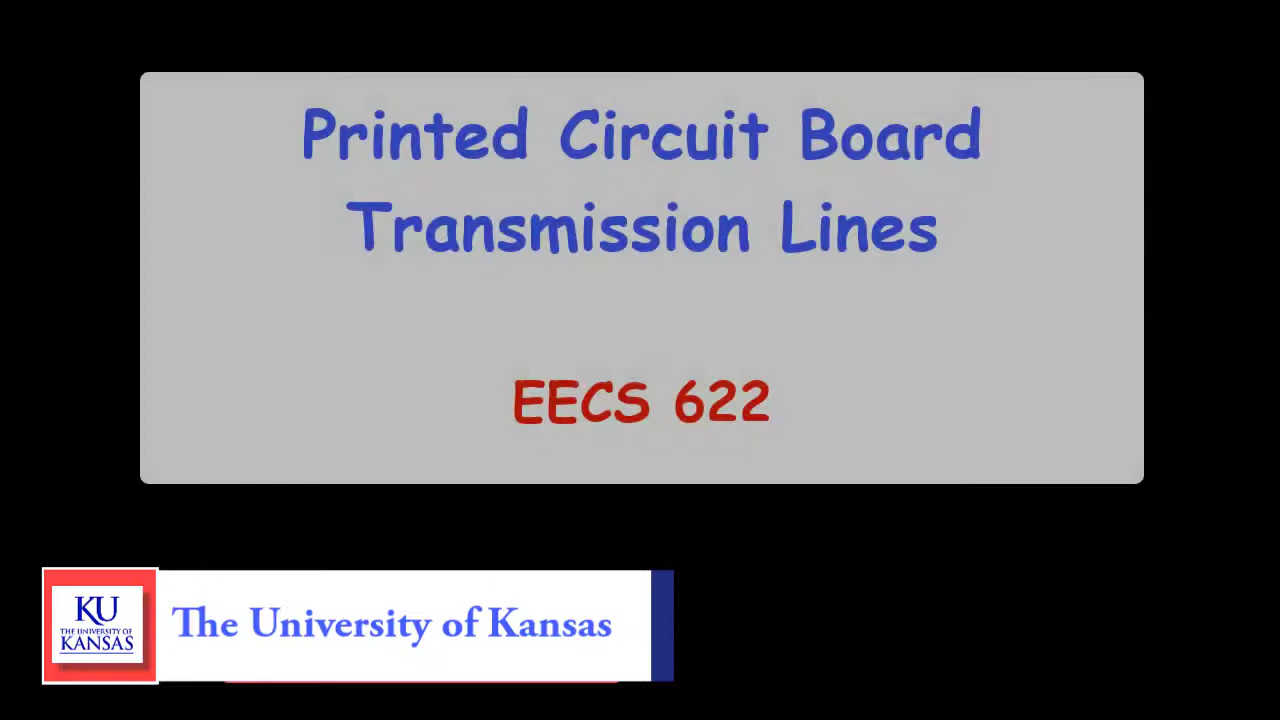 Printed Circuit Board
Transmission Lines
EECS 622
KU
THE UNIVERSITY OF
KANSAS
The University of Kansas